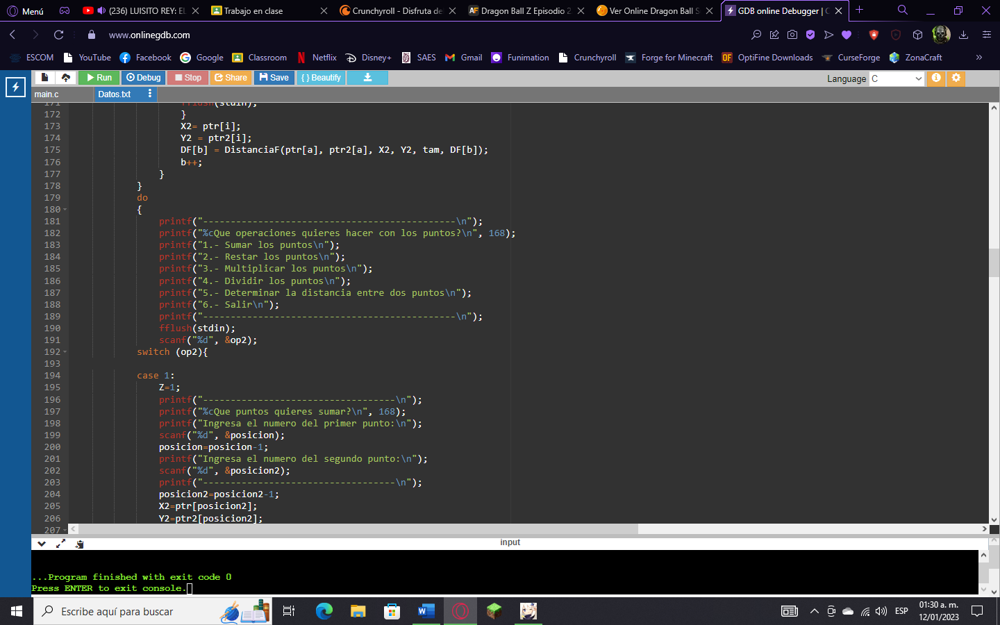 Menú
(236) LUISITO REY: EL
Trabajo en clase
Crunchyroll - Disfruta de
Dragon Ball Z Episodio 2
Ver Online Dragon Ball S
GDB online Debugger | C
www.onlinegdb.com
ESCOM YouTube Facebook Google Classroom Netflix Disney+ SAES Gmail Funimation Crunchyroll Forge for Minecraft OptiFine Downloads CurseForge ZonaCraft »
Run Debug Stop Share Save { } Beautify Language C
main.c Datos.txt
171 fflush(stdin);
172 }
173 X2= ptr[i];
174 Y2 = ptr2[i];
175 DF[b] = DistanciaF(ptr[a], ptr2[a], X2, Y2, tam, DF[b]);
176 b++;
177 }
178 }
179 do
180 {
181 printf("----------------------------------------------\n");
182 printf("%cQue operaciones quieres hacer con los puntos?\n", 168);
183 printf("1.- Sumar los puntos\n");
184 printf("2.- Restar los puntos\n");
185 printf("3.- Multiplicar los puntos\n");
186 printf("4.- Dividir los puntos\n");
187 printf("5.- Determinar la distancia entre dos puntos\n");
188 printf("6.- Salir\n");
189 printf("----------------------------------------------\n");
190 fflush(stdin);
191 scanf("%d", &op2);
192 switch (op2){
193
194 case 1:
195 Z=1;
196 printf("-----------------------------------\n");
197 printf("%cQue puntos quieres sumar?\n", 168);
198 printf("Ingresa el numero del primer punto:\n");
199 scanf("%d", &posicion);
200 posicion=posicion-1;
201 printf("Ingresa el numero del segundo punto:\n");
202 scanf("%d", &posicion2);
203 printf("-----------------------------------\n");
204 posicion2=posicion2-1;
205 X2=ptr[posicion2];
206 Y2=ptr2[posicion2];
207
input
...Program finished with exit code 0
Press ENTER to exit console.
Escribe aquí para buscar
ESP
01:30 a. m.
12/01/2023